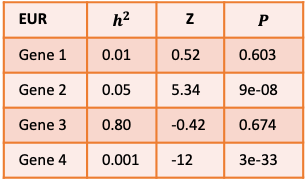 EUR h² Z P
Gene 1 0.01 0.52 0.603
Gene 2 0.05 5.34 9e-08
Gene 3 0.80 -0.42 0.674
Gene 4 0.001 -12 3e-33